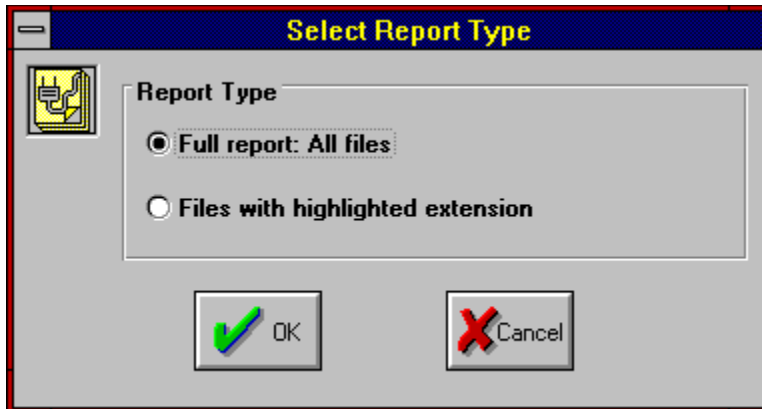 Select Report Type
Report Type
Full report: All files
Files with highlighted extension
OK
Cancel